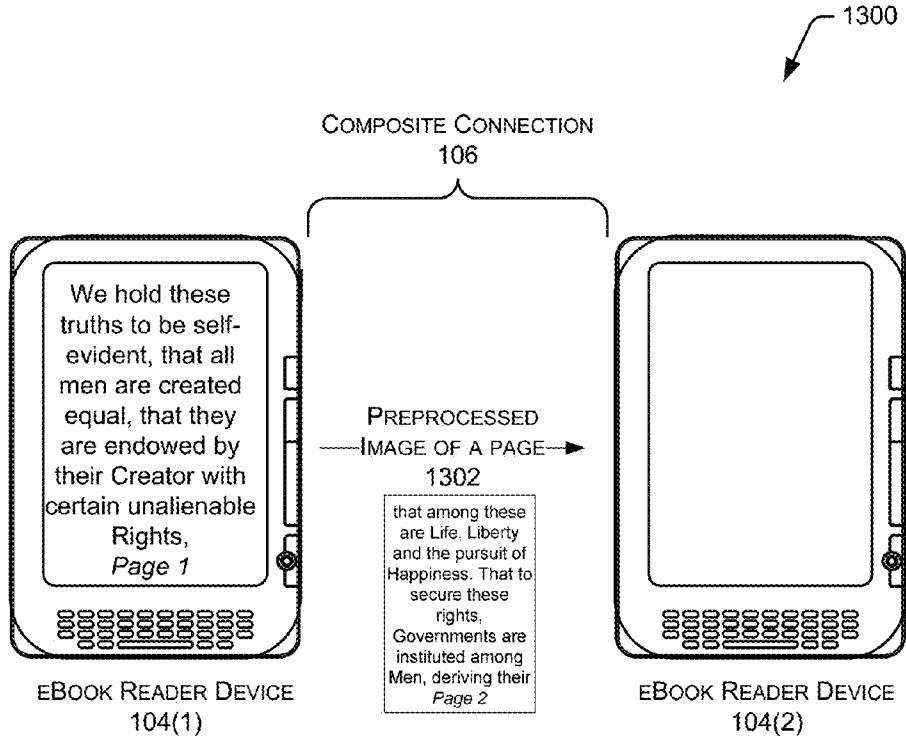 1300
COMPOSITE CONNECTION
106
We hold these
truths to be self-
evident, that all
men are created
equal, that they
are endowed by
their Creator with
certain unalienable
Rights,
Page 1
PREPROCESSED
IMAGE OF A PAGE
1302
that among these
are Life, Liberty
and the pursuit of
Happiness. That to
secure these
rights,
Governments are
instituted among
Men, deriving their
Page 2
EBOOK READER DEVICE
104(1)
EBOOK READER DEVICE
104(2)